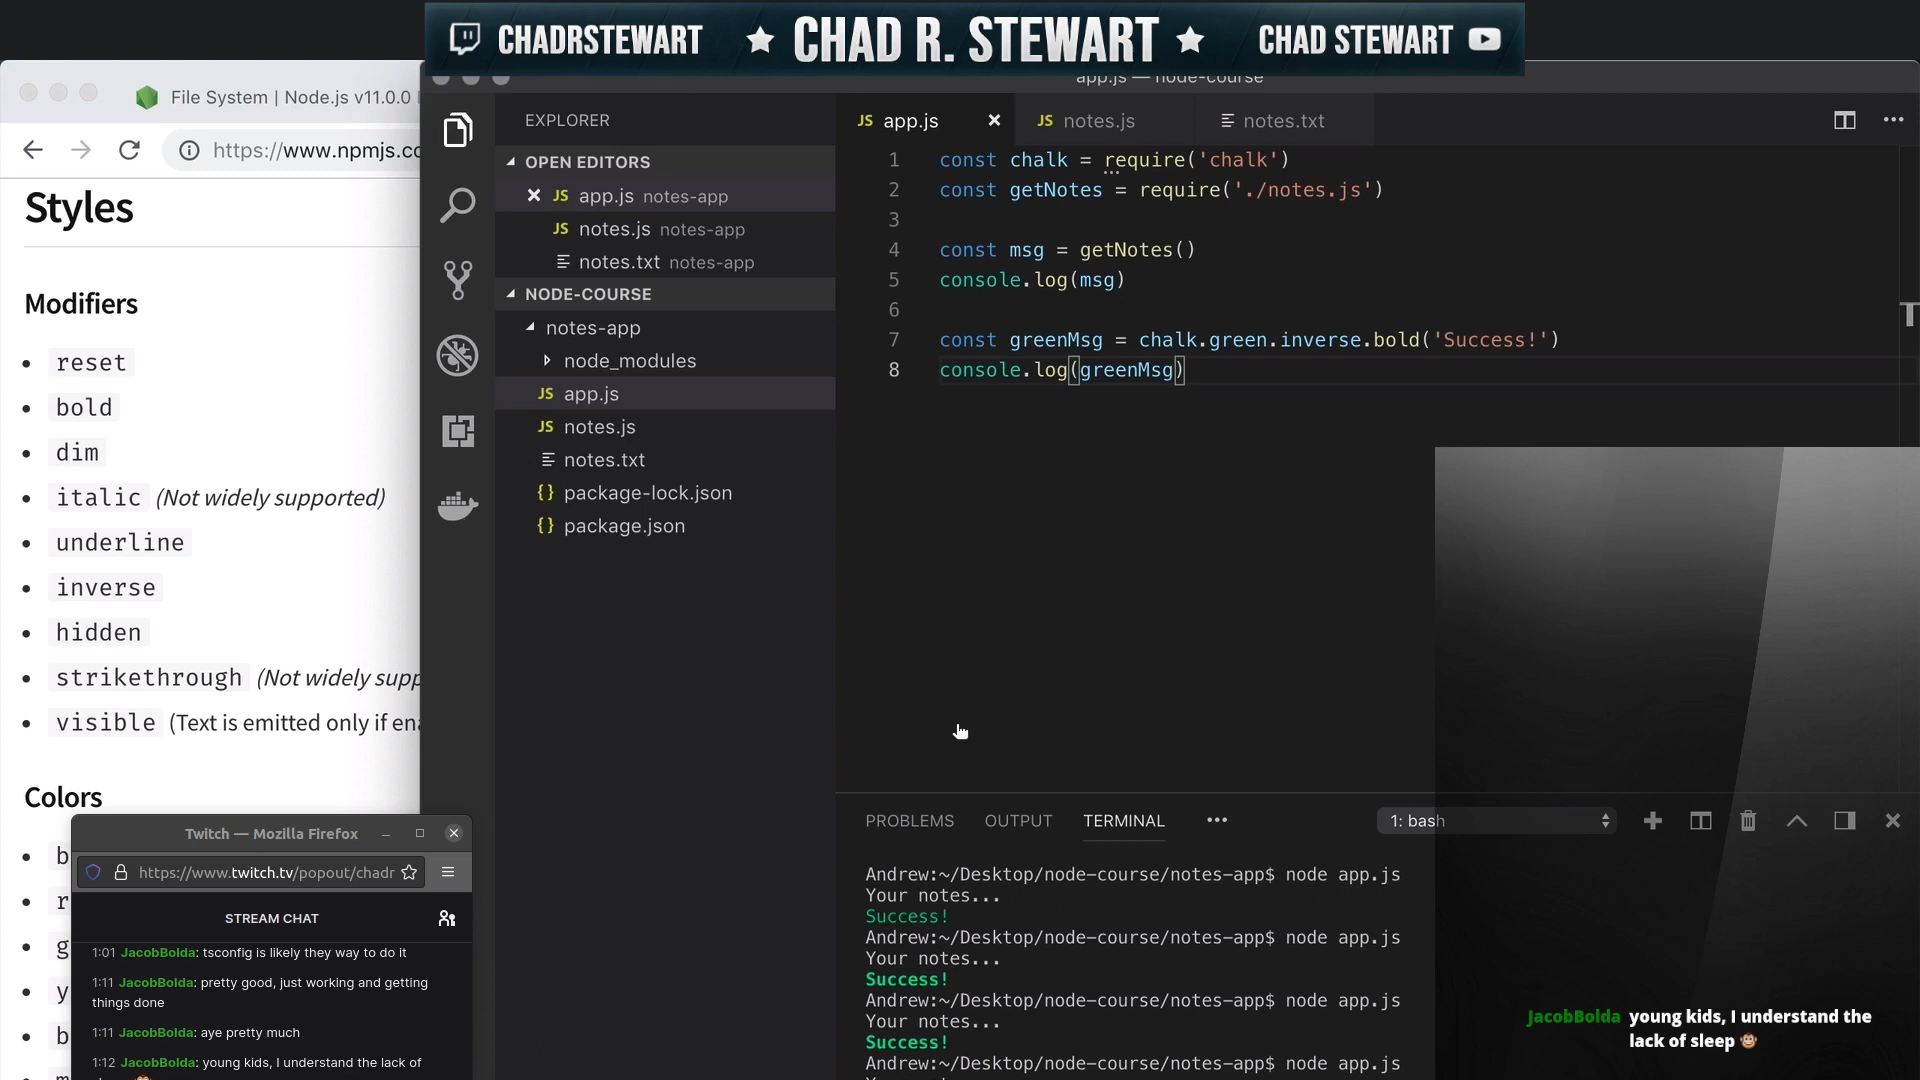 CHADRSTEWART ★ CHAD R. STEWART ★ CHAD STEWART
File System | Node.js v11.0.0
https://www.npmjs.co
Styles
Modifiers
• reset
• bold
• dim
• italic (Not widely supported)
• underline
• inverse
• hidden
• strikethrough (Not widely supp
• visible (Text is emitted only if ena
Colors
• b
• r
• g
• y
• b
Twitch — Mozilla Firefox
https://www.twitch.tv/popout/chadr
STREAM CHAT
1:01 JacobBolda: tsconfig is likely they way to do it
1:11 JacobBolda: pretty good, just working and getting
things done
1:11 JacobBolda: aye pretty much
1:12 JacobBolda: young kids, I understand the lack of
app.js — node-course
EXPLORER
OPEN EDITORS
JS app.js notes-app
JS notes.js notes-app
notes.txt notes-app
NODE-COURSE
notes-app
node_modules
JS app.js
JS notes.js
notes.txt
{} package-lock.json
{} package.json
JS app.js
JS notes.js
notes.txt
1 const chalk = require('chalk')
2 const getNotes = require('./notes.js')
3
4 const msg = getNotes()
5 console.log(msg)
6
7 const greenMsg = chalk.green.inverse.bold('Success!')
8 console.log(greenMsg)
T
PROBLEMS OUTPUT TERMINAL ••• 1: bash
Andrew:~/Desktop/node-course/notes-app$ node app.js
Your notes...
Success!
Andrew:~/Desktop/node-course/notes-app$ node app.js
Your notes...
Success!
Andrew:~/Desktop/node-course/notes-app$ node app.js
Your notes...
Success!
Andrew:~/Desktop/node-course/notes-app$ node app.js
JacobBolda young kids, I understand the
lack of sleep 🐵